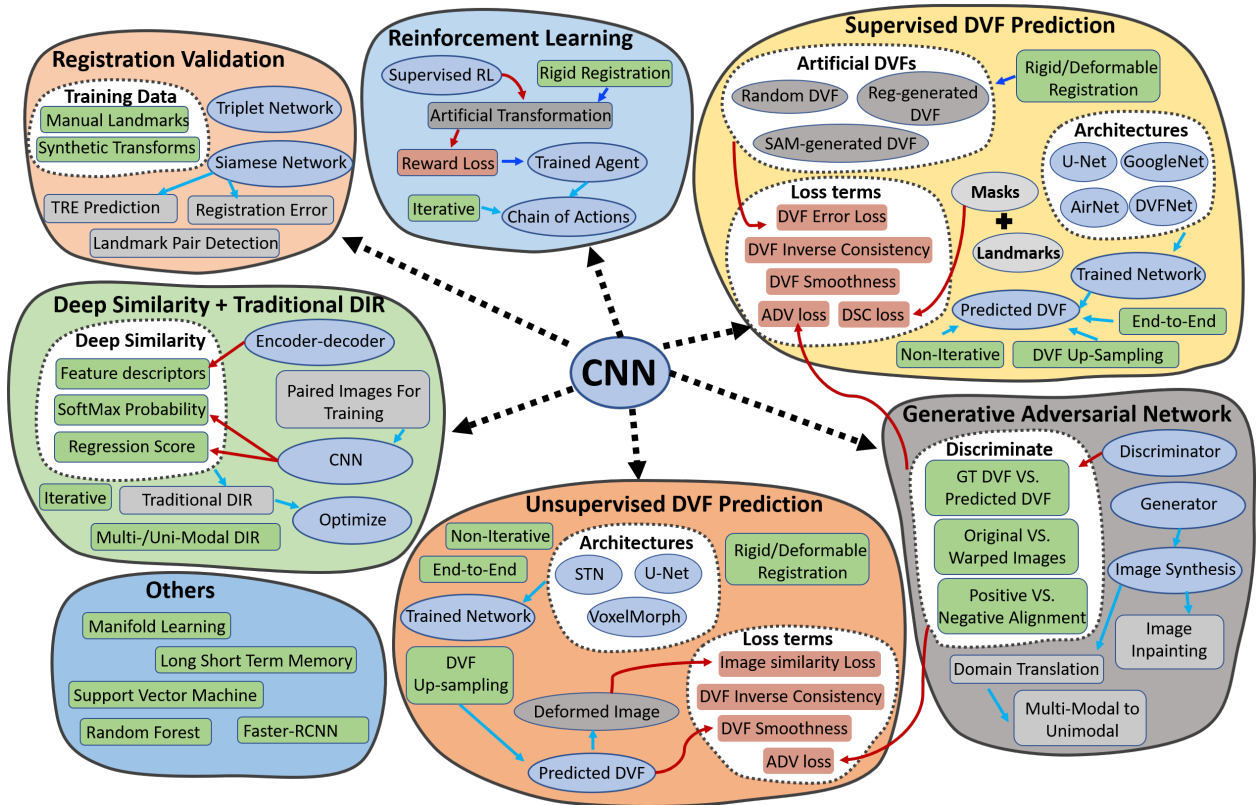 Registration Validation
Training Data
Manual Landmarks
Synthetic Transforms
Triplet Network
Siamese Network
TRE Prediction
Registration Error
Landmark Pair Detection
Reinforcement Learning
Supervised RL
Rigid Registration
Artificial Transformation
Reward Loss
Trained Agent
Iterative
Chain of Actions
Supervised DVF Prediction
Artificial DVFs
Random DVF
Reg-generated
DVF
SAM-generated DVF
Rigid/Deformable
Registration
Architectures
U-Net
GoogleNet
AirNet
DVFNet
Loss terms
DVF Error Loss
DVF Inverse Consistency
DVF Smoothness
ADV loss
DSC loss
Masks
+
Landmarks
Trained Network
Predicted DVF
End-to-End
Non-Iterative
DVF Up-Sampling
CNN
Deep Similarity + Traditional DIR
Deep Similarity
Feature descriptors
SoftMax Probability
Regression Score
Encoder-decoder
Paired Images For
Training
CNN
Iterative
Traditional DIR
Optimize
Multi-/Uni-Modal DIR
Generative Adversarial Network
Discriminate
GT DVF VS.
Predicted DVF
Original VS.
Warped Images
Positive VS.
Negative Alignment
Discriminator
Generator
Image Synthesis
Image
Inpainting
Domain Translation
Multi-Modal to
Unimodal
Unsupervised DVF Prediction
Non-Iterative
End-to-End
Trained Network
Architectures
STN
U-Net
VoxelMorph
Rigid/Deformable
Registration
DVF
Up-sampling
Deformed Image
Predicted DVF
Loss terms
Image similarity Loss
DVF Inverse Consistency
DVF Smoothness
ADV loss
Others
Manifold Learning
Long Short Term Memory
Support Vector Machine
Random Forest
Faster-RCNN